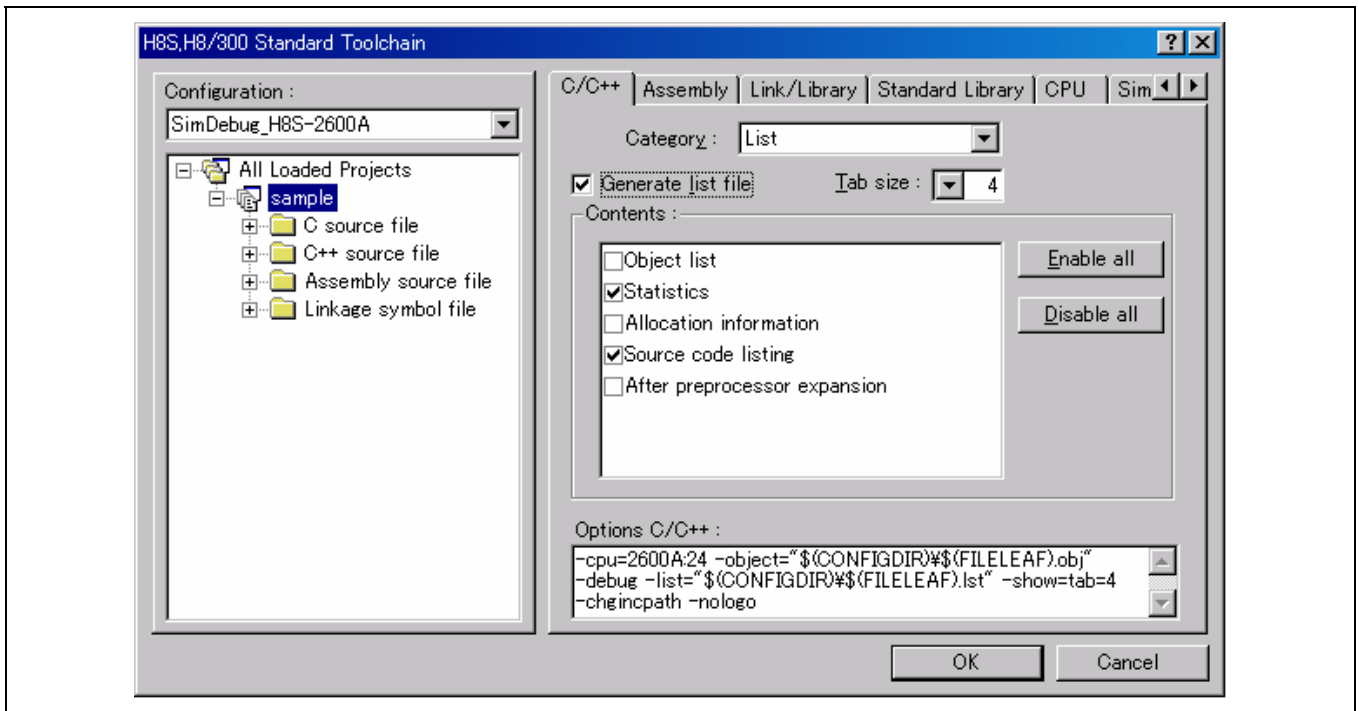 H8S,H8/300 Standard Toolchain
Configuration :
SimDebug_H8S-2600A
All Loaded Projects
sample
C source file
C++ source file
Assembly source file
Linkage symbol file
C/C++ Assembly Link/Library Standard Library CPU Sim
Category : List
Generate list file Tab size : 4
Contents :
Object list
Statistics
Allocation information
Source code listing
After preprocessor expansion
Enable all
Disable all
Options C/C++ :
-cpu=2600A:24 -object="$(CONFIGDIR)¥$(FILELEAF).obj"
-debug -list="$(CONFIGDIR)¥$(FILELEAF).lst" -show=tab=4
-chgincpath -nologo
OK Cancel